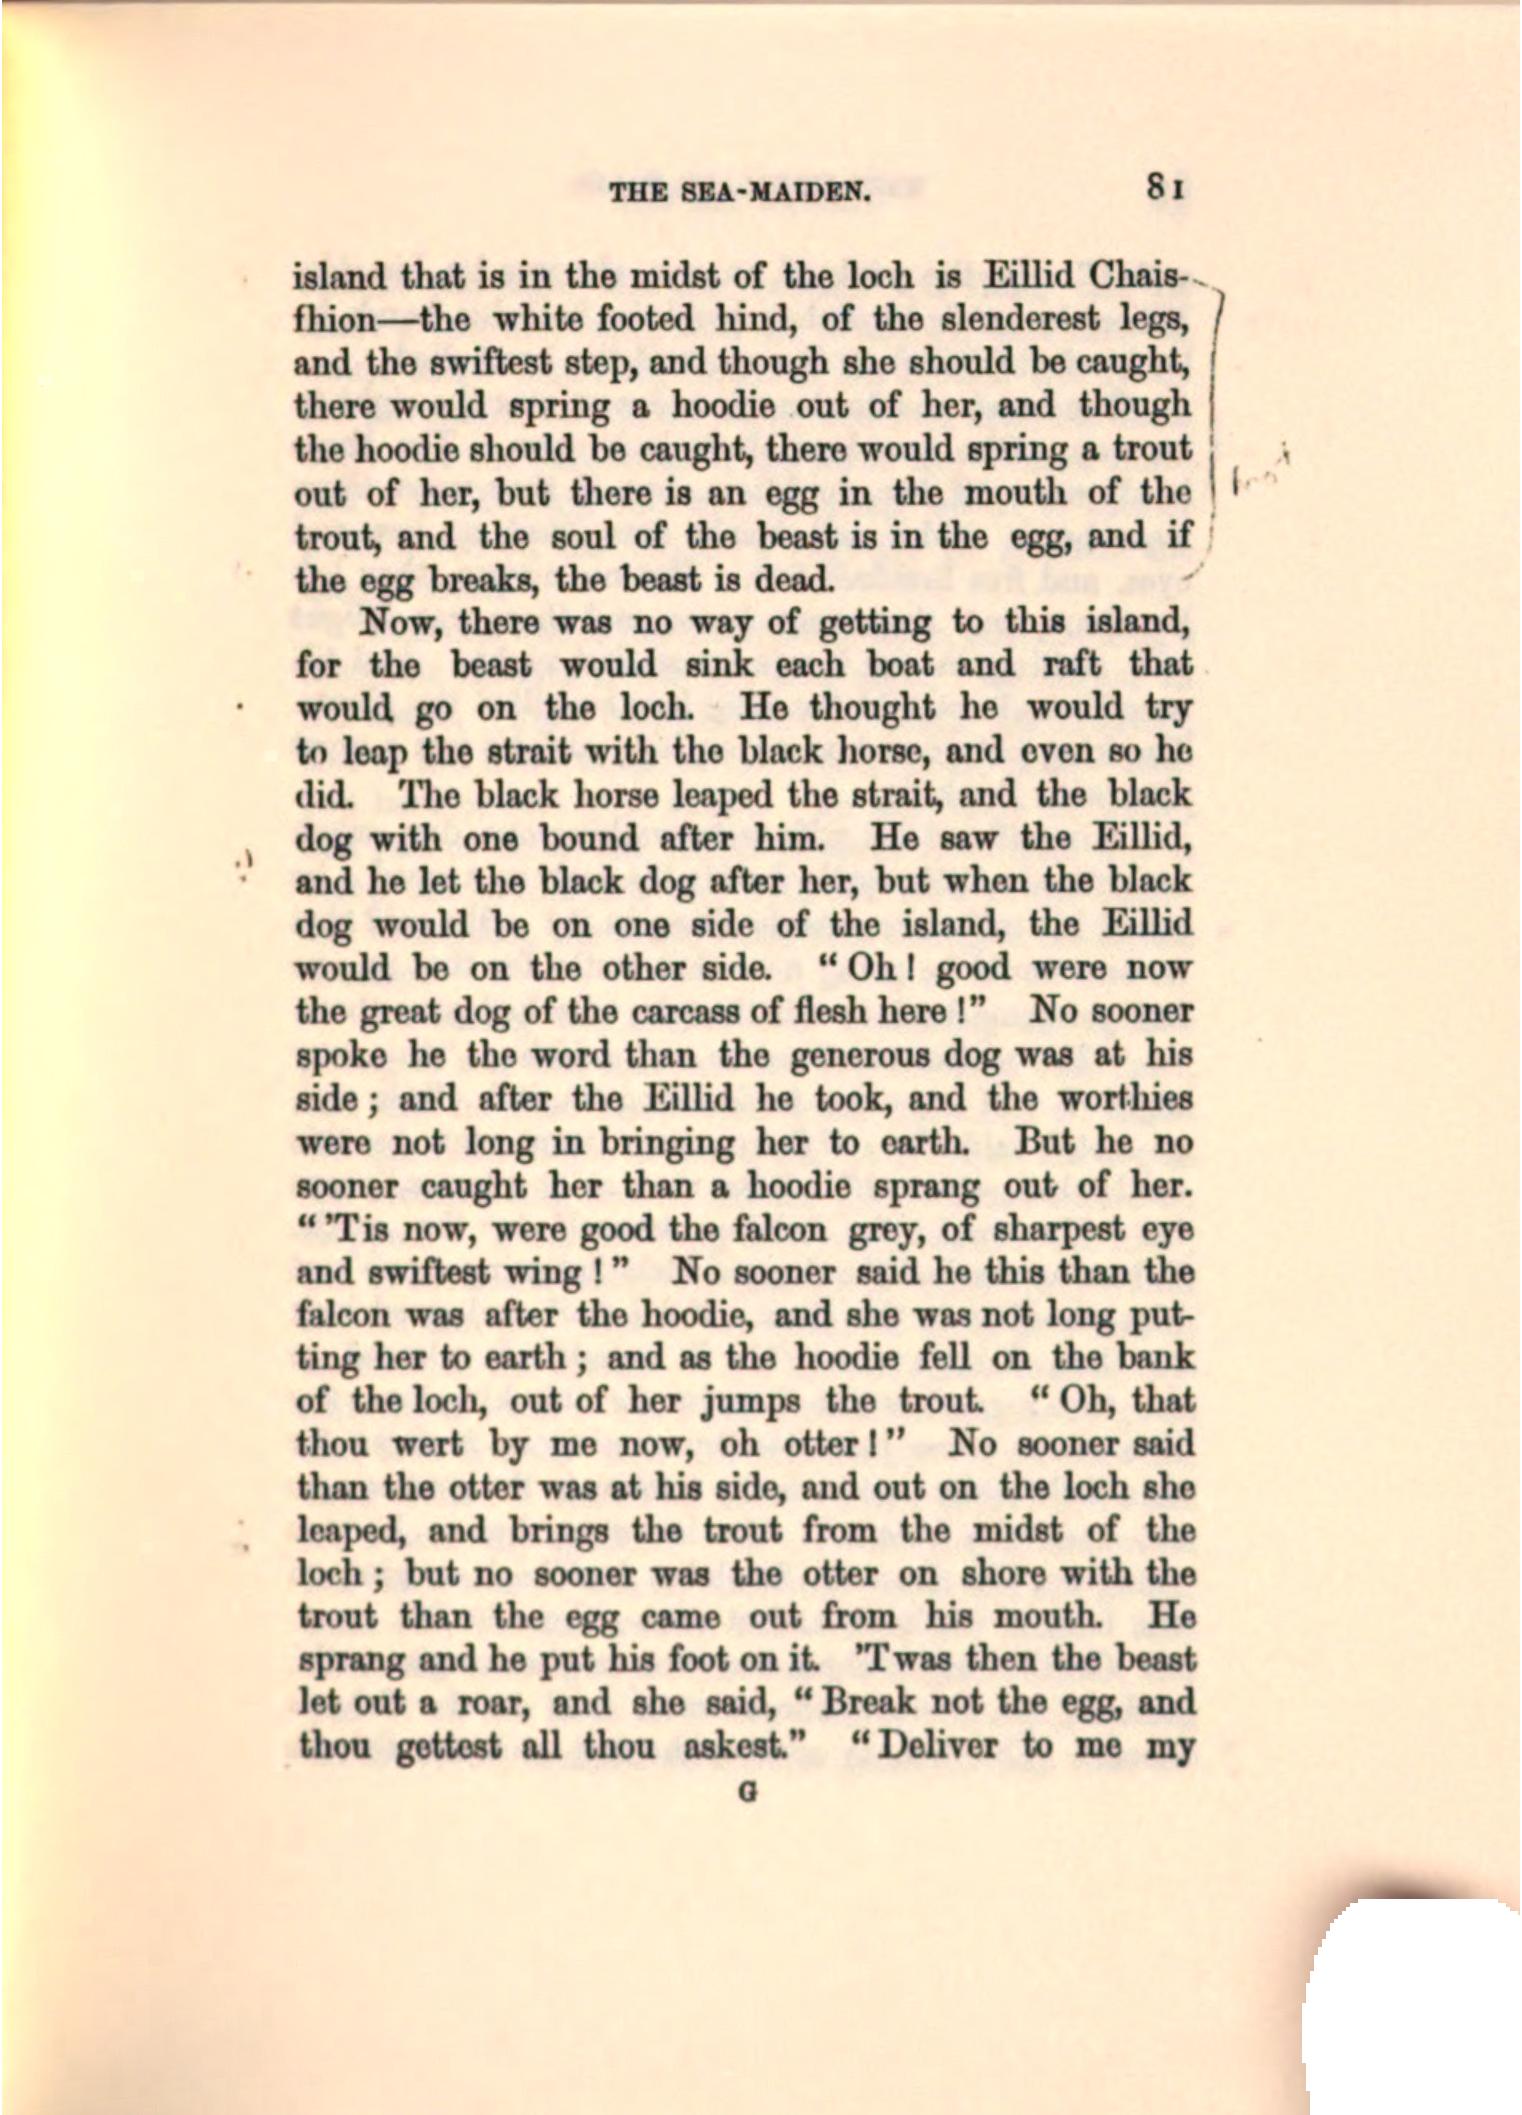 THE SEA-MAIDEN. 81
island that is in the midst of the loch is Eillid Chais-
fhion—the white footed hind, of the slenderest legs,
and the swiftest step, and though she should be caught,
there would spring a hoodie out of her, and though
the hoodie should be caught, there would spring a trout
out of her, but there is an egg in the mouth of the
trout, and the soul of the beast is in the egg, and if
the egg breaks, the beast is dead.
Now, there was no way of getting to this island,
for the beast would sink each boat and raft that
would go on the loch. He thought he would try
to leap the strait with the black horse, and even so he
did. The black horse leaped the strait, and the black
dog with one bound after him. He saw the Eillid,
and he let the black dog after her, but when the black
dog would be on one side of the island, the Eillid
would be on the other side. “Oh! good were now
the great dog of the carcass of flesh here!” No sooner
spoke he the word than the generous dog was at his
side; and after the Eillid he took, and the worthies
were not long in bringing her to earth. But he no
sooner caught her than a hoodie sprang out of her.
“’Tis now, were good the falcon grey, of sharpest eye
and swiftest wing!” No sooner said he this than the
falcon was after the hoodie, and she was not long put-
ting her to earth; and as the hoodie fell on the bank
of the loch, out of her jumps the trout. “Oh, that
thou wert by me now, oh otter!” No sooner said
than the otter was at his side, and out on the loch she
leaped, and brings the trout from the midst of the
loch; but no sooner was the otter on shore with the
trout than the egg came out from his mouth. He
sprang and he put his foot on it. ’Twas then the beast
let out a roar, and she said, “Break not the egg, and
thou gettest all thou askest.” “Deliver to me my
G